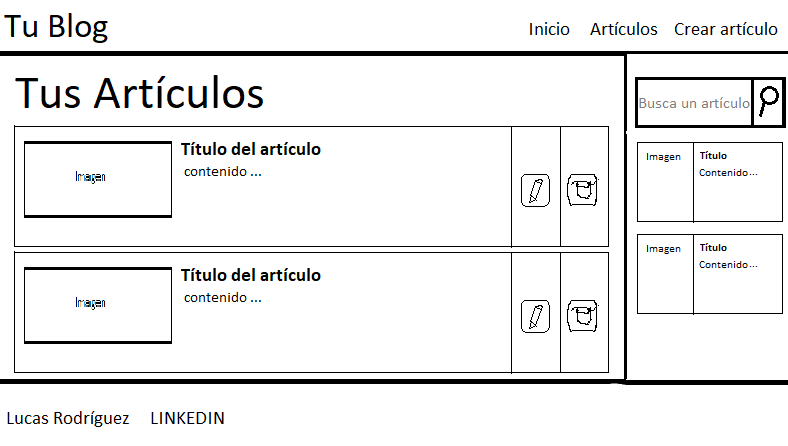 Tu Blog
Inicio Artículos Crear artículo
Tus Artículos
Imagen
Título del artículo
contenido ...
Imagen
Título del artículo
contenido ...
Busca un artículo
Imagen
Título
Contenido...
Imagen
Título
Contenido...
Lucas Rodríguez LINKEDIN